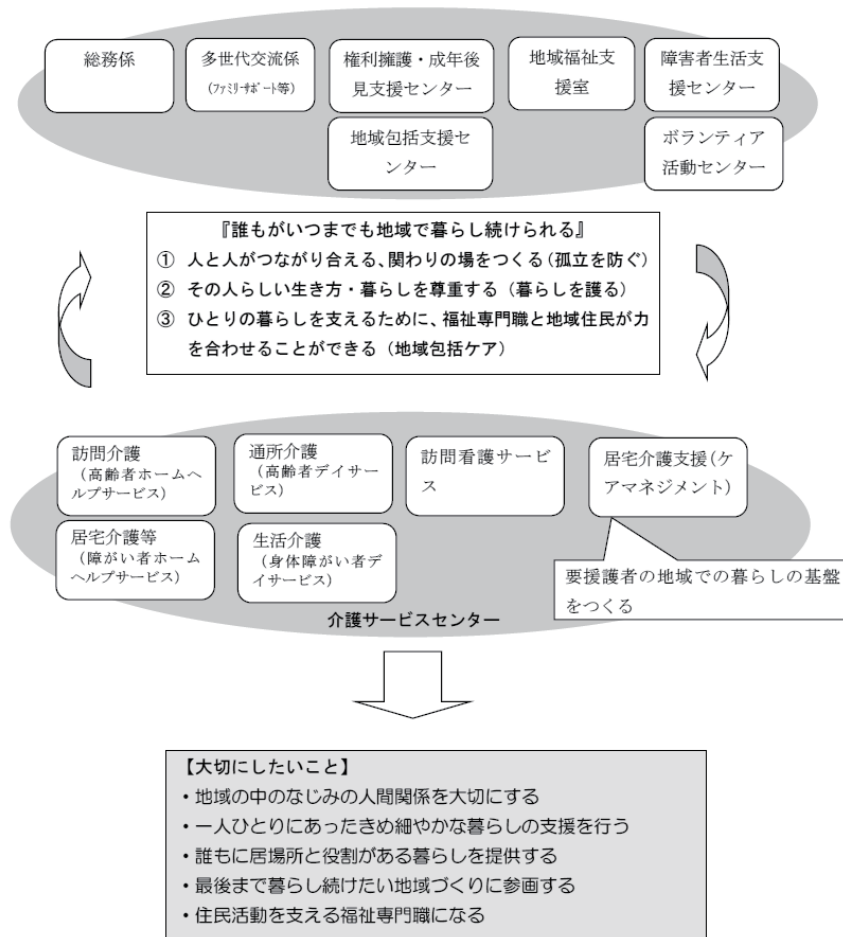 総務係
多世代交流係
(ﾌｧﾐﾘｰｻﾎﾟｰﾄ等)
権利擁護・成年後
見支援センター
地域福祉支
援室
障害者生活支
援センター
地域包括支援セ
ンター
ボランティア
活動センター
『誰もがいつまでも地域で暮らし続けられる』
① 人と人がつながり合える、関わりの場をつくる(孤立を防ぐ)
② その人らしい生き方・暮らしを尊重する（暮らしを護る）
③ ひとりの暮らしを支えるために、福祉専門職と地域住民が力
を合わせることができる（地域包括ケア）
訪問介護
（高齢者ホームヘ
ルプサービス）
通所介護
（高齢者デイサー
ビス）
訪問看護サービ
ス
居宅介護支援(ケ
アマネジメント)
居宅介護等
（障がい者ホーム
ヘルプサービス）
生活介護
（身体障がい者デ
イサービス）
要援護者の地域での暮らしの基盤
をつくる
介護サービスセンター
【大切にしたいこと】
・地域の中のなじみの人間関係を大切にする
・一人ひとりにあったきめ細やかな暮らしの支援を行う
・誰もに居場所と役割がある暮らしを提供する
・最後まで暮らし続けたい地域づくりに参画する
・住民活動を支える福祉専門職になる